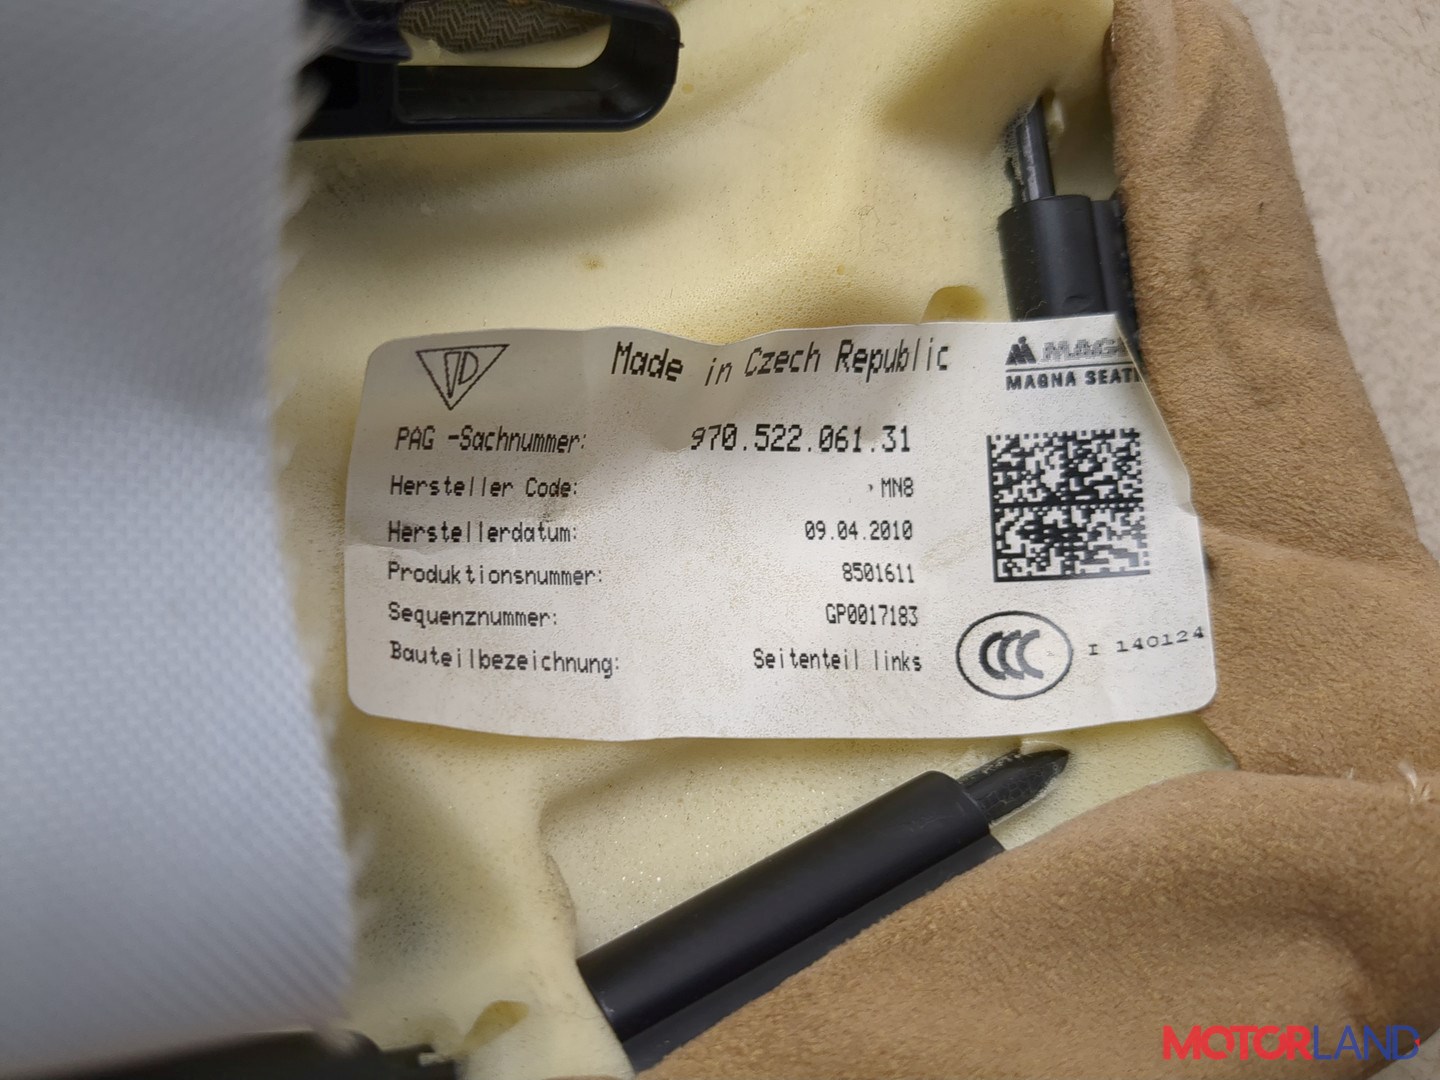 Made in Czech Republic
MAGNA
PAG -Sachnummer: 970.522.061.31
Hersteller Code: MN8
Herstellerdatum: 09.04.2010
Produktionsnummer: 8501611
Sequenznummer: GP0017183
CCC I 140124
Bauteilbezeichnung: Seitenteil links
MOTORLAND